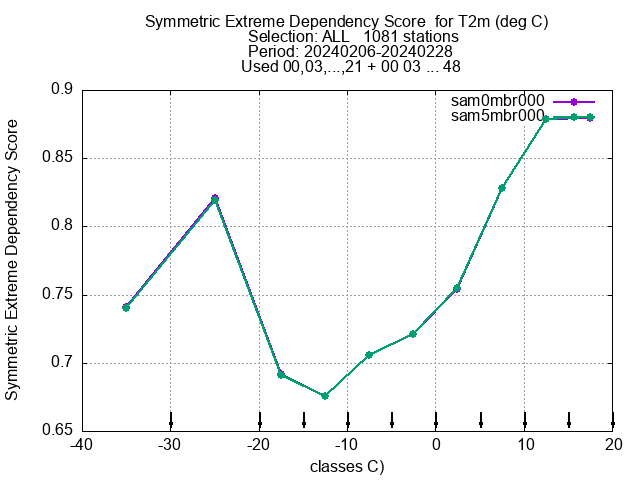 Symmetric Extreme Dependency Score  for T2m (deg C)
Selection: ALL   1081 stations
Period: 20240206-20240228
Used 00,03,...,21 + 00 03 ... 48
sam0mbr000
sam5mbr000
Symmetric Extreme Dependency Score
0.9
0.85
0.8
0.75
0.7
0.65
-40 -30 -20 -10 0 10 20
classes C)